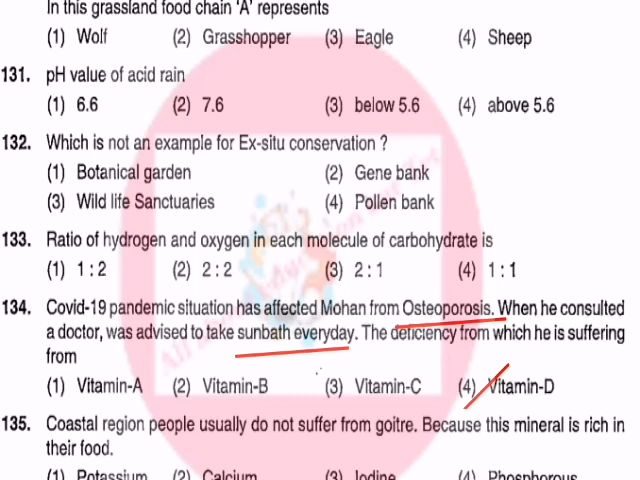 In this grassland food chain 'A' represents
(1) Wolf (2) Grasshopper (3) Eagle (4) Sheep
131. pH value of acid rain
(1) 6.6 (2) 7.6 (3) below 5.6 (4) above 5.6
132. Which is not an example for Ex-situ conservation ?
(1) Botanical garden (2) Gene bank
(3) Wild life Sanctuaries (4) Pollen bank
133. Ratio of hydrogen and oxygen in each molecule of carbohydrate is
(1) 1 : 2 (2) 2 : 2 (3) 2 : 1 (4) 1 : 1
134. Covid-19 pandemic situation has affected Mohan from Osteoporosis. When he consulted
a doctor, was advised to take sunbath everyday. The deficiency from which he is suffering
from
(1) Vitamin-A (2) Vitamin-B (3) Vitamin-C (4) Vitamin-D
135. Coastal region people usually do not suffer from goitre. Because this mineral is rich in
their food.
(1) Potassium (2) Calcium (3) Iodine (4) Phosphorous